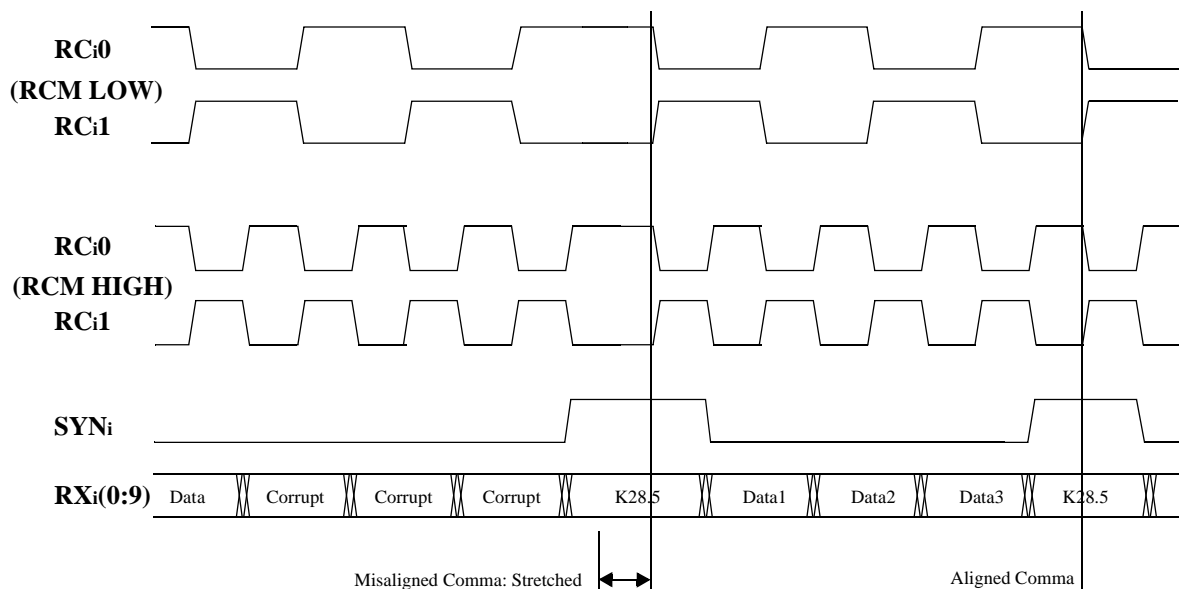 RCi0
(RCM LOW)
RCi1
RCi0
(RCM HIGH)
RCi1
SYNi
RXi(0:9) Data Corrupt Corrupt Corrupt K28.5 Data1 Data2 Data3 K28.5
Misaligned Comma: Stretched Aligned Comma